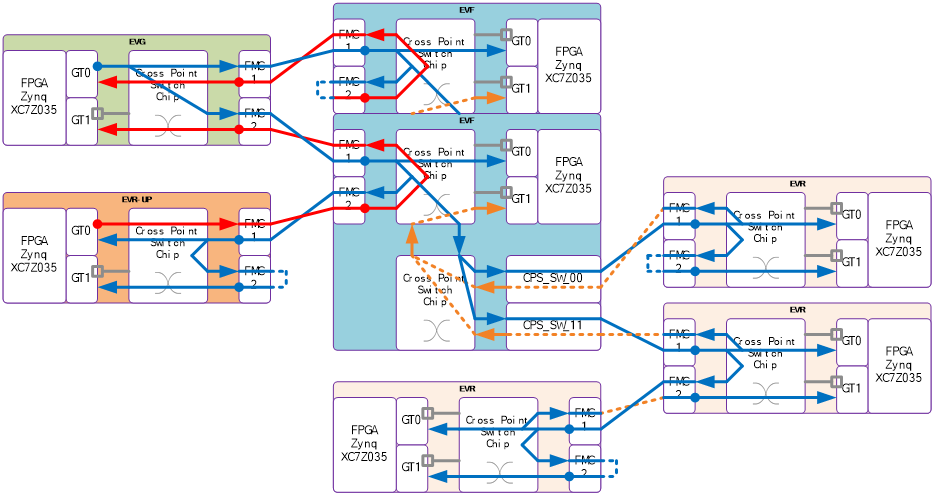 EVG
FPGA
Zynq
XC7Z035
GT0
GT1
Cross Point
Switch
Chip
FMC
1
FMC
2
EVF
FMC
1
FMC
2
Cross Point
Switch
Chip
GT0
GT1
FPGA
Zynq
XC7Z035
EVF
FMC
1
FMC
2
Cross Point
Switch
Chip
GT0
GT1
FPGA
Zynq
XC7Z035
Cross Point
Switch
Chip
CPS_SW_00
CPS_SW_11
EVR-UP
FPGA
Zynq
XC7Z035
GT0
GT1
Cross Point
Switch
Chip
FMC
1
FMC
2
EVR
FMC
1
FMC
2
Cross Point
Switch
Chip
GT0
GT1
FPGA
Zynq
XC7Z035
EVR
FMC
1
FMC
2
Cross Point
Switch
Chip
GT0
GT1
FPGA
Zynq
XC7Z035
EVR
FPGA
Zynq
XC7Z035
GT0
GT1
Cross Point
Switch
Chip
FMC
1
FMC
2